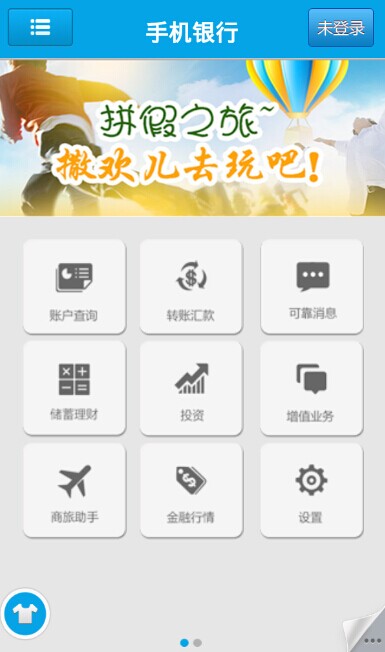 手机银行
未登录
拼假之旅~
撒欢儿去玩吧!
账户查询
转账汇款
可靠消息
储蓄理财
投资
增值业务
商旅助手
金融行情
设置